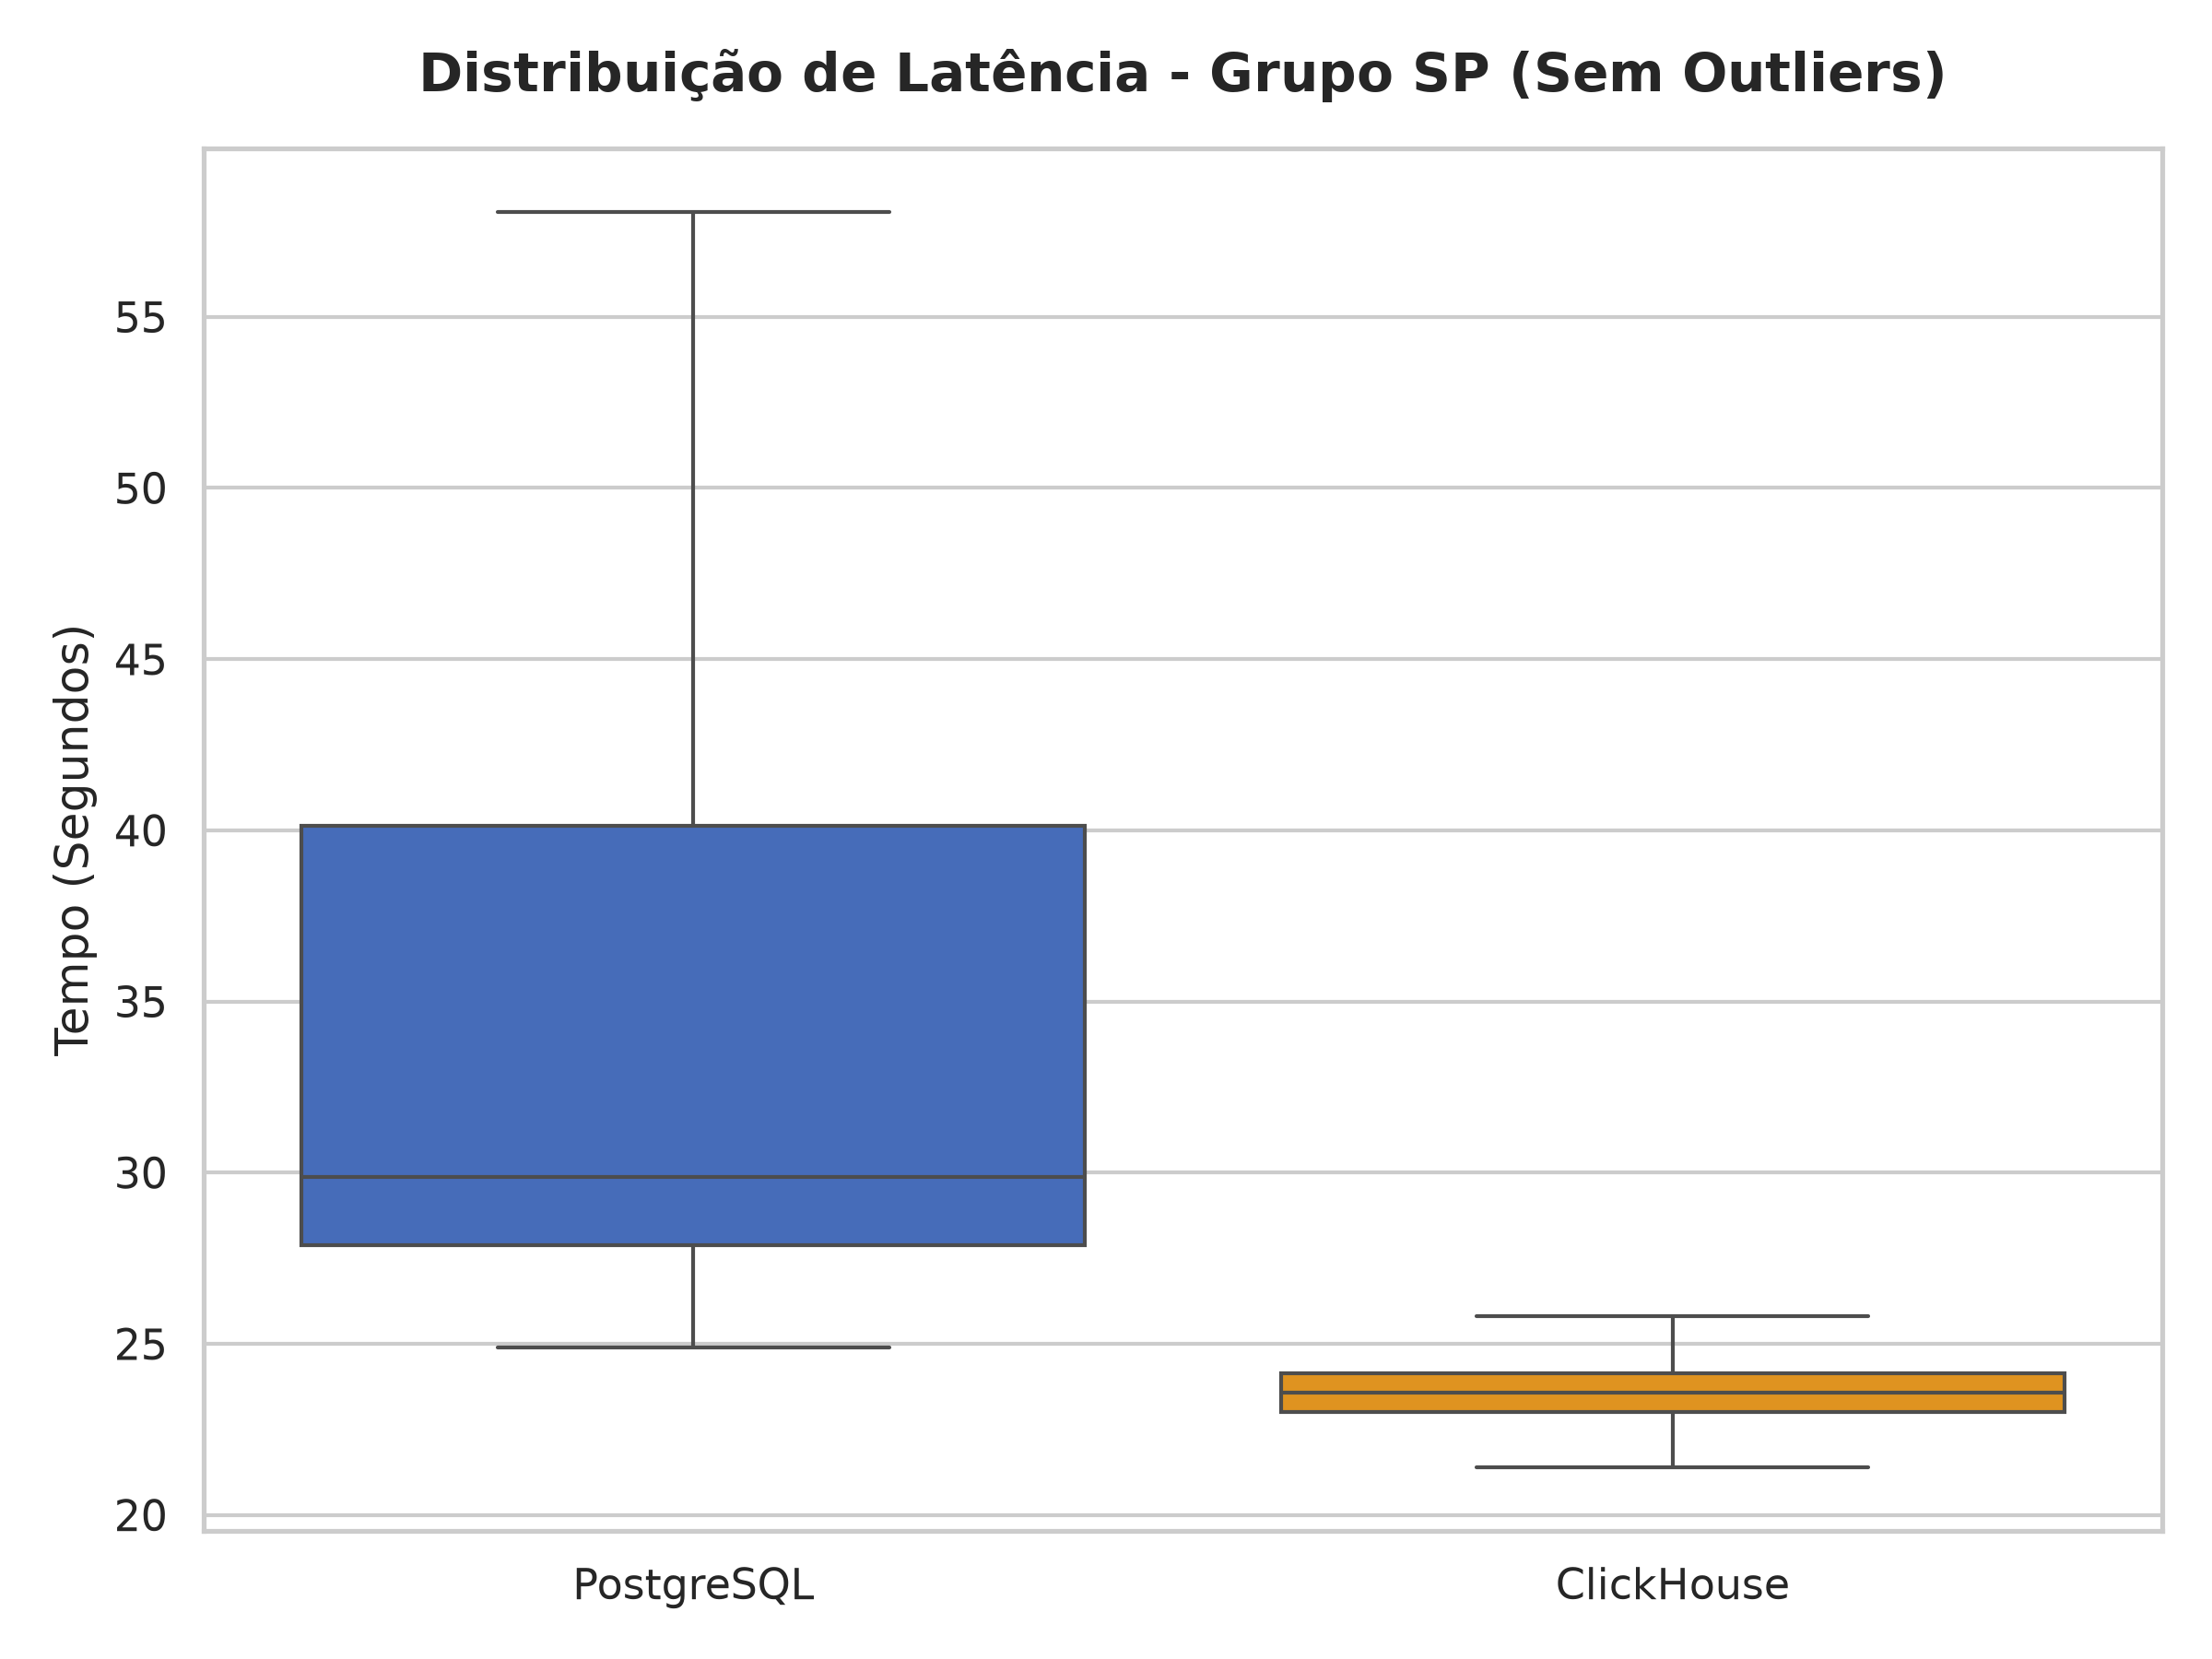 Distribuição de Latência - Grupo SP (Sem Outliers)
Tempo (Segundos)
55
50
45
40
35
30
25
20
PostgreSQL
ClickHouse